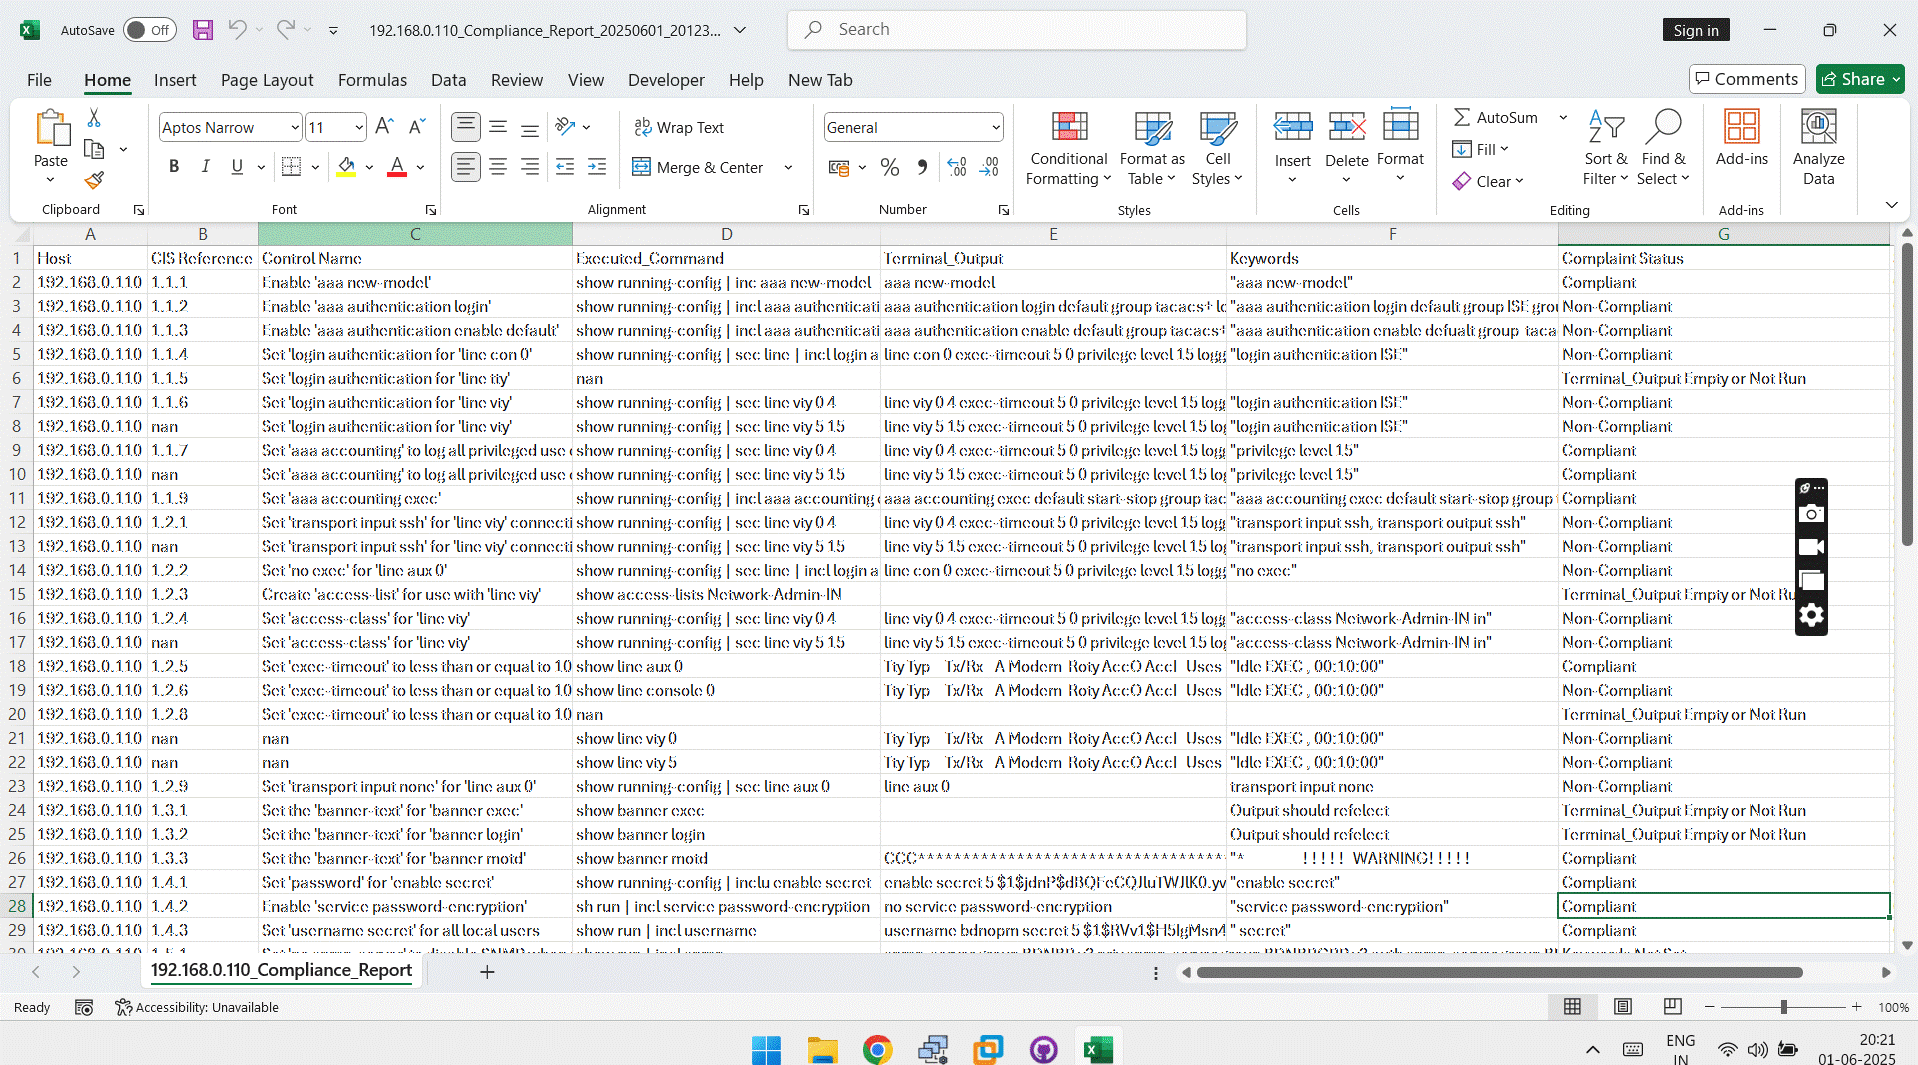 AutoSave Off 192.168.0.110_Compliance_Report_20250601_20123... Search Sign in
File Home Insert Page Layout Formulas Data Review View Developer Help New Tab Comments Share
Paste
Clipboard
Aptos Narrow 11
B I U
Font
Wrap Text
Merge & Center
Alignment
General
Number
Conditional Formatting
Format as Table
Cell Styles
Styles
Insert Delete Format
Cells
AutoSum
Fill
Clear
Sort & Filter
Find & Select
Editing
Add-ins
Add-ins
Analyze Data
A B C D E F G
1 Host CIS Reference Control Name Executed_Command Terminal_Output Keywords Complaint Status
2 192.168.0.110 1.1.1 Enable 'aaa new-model' show running-config | inc aaa new-model aaa new-model "aaa new-model" Compliant
3 192.168.0.110 1.1.2 Enable 'aaa authentication login' show running-config | incl aaa authenticati aaa authentication login default group tacacs+ lo "aaa authentication login default group ISE grou Non-Compliant
4 192.168.0.110 1.1.3 Enable 'aaa authentication enable default' show running-config | incl aaa authenticati aaa authentication enable default group tacacs+ "aaa authentication enable defualt group taca Non-Compliant
5 192.168.0.110 1.1.4 Set 'login authentication for 'line con 0' show running-config | sec line | incl login a line con 0 exec-timeout 5 0 privilege level 15 logg "login authentication ISE" Non-Compliant
6 192.168.0.110 1.1.5 Set 'login authentication for 'line tty' nan Terminal_Output Empty or Not Run
7 192.168.0.110 1.1.6 Set 'login authentication for 'line vty' show running-config | sec line vty 0 4 line vty 0 4 exec-timeout 5 0 privilege level 15 logg "login authentication ISE" Non-Compliant
8 192.168.0.110 nan Set 'login authentication for 'line vty' show running-config | sec line vty 5 15 line vty 5 15 exec-timeout 5 0 privilege level 15 log "login authentication ISE" Non-Compliant
9 192.168.0.110 1.1.7 Set 'aaa accounting' to log all privileged use show running-config | sec line vty 0 4 line vty 0 4 exec-timeout 5 0 privilege level 15 logg "privilege level 15" Compliant
10 192.168.0.110 nan Set 'aaa accounting' to log all privileged use show running-config | sec line vty 5 15 line vty 5 15 exec-timeout 5 0 privilege level 15 log "privilege level 15" Compliant
11 192.168.0.110 1.1.9 Set 'aaa accounting exec' show running-config | incl aaa accounting aaa accounting exec default start-stop group tac "aaa accounting exec default start-stop group Compliant
12 192.168.0.110 1.2.1 Set 'transport input ssh' for 'line vty' connecti show running-config | sec line vty 0 4 line vty 0 4 exec-timeout 5 0 privilege level 15 logg "transport input ssh, transport output ssh" Non-Compliant
13 192.168.0.110 nan Set 'transport input ssh' for 'line vty' connecti show running-config | sec line vty 5 15 line vty 5 15 exec-timeout 5 0 privilege level 15 log "transport input ssh, transport output ssh" Non-Compliant
14 192.168.0.110 1.2.2 Set 'no exec' for 'line aux 0' show running-config | sec line | incl login a line con 0 exec-timeout 5 0 privilege level 15 logg "no exec" Non-Compliant
15 192.168.0.110 1.2.3 Create 'access-list' for use with 'line vty' show access-lists Network-Admin-IN Terminal_Output Empty or Not Ru
16 192.168.0.110 1.2.4 Set 'access-class' for 'line vty' show running-config | sec line vty 0 4 line vty 0 4 exec-timeout 5 0 privilege level 15 logg "access-class Network-Admin-IN in" Non-Compliant
17 192.168.0.110 nan Set 'access-class' for 'line vty' show running-config | sec line vty 5 15 line vty 5 15 exec-timeout 5 0 privilege level 15 log "access-class Network-Admin-IN in" Non-Compliant
18 192.168.0.110 1.2.5 Set 'exec-timeout' to less than or equal to 10 show line aux 0 Tty Typ Tx/Rx A Modem Roty AccO AccI Uses "Idle EXEC , 00:10:00" Compliant
19 192.168.0.110 1.2.6 Set 'exec-timeout' to less than or equal to 10 show line console 0 Tty Typ Tx/Rx A Modem Roty AccO AccI Uses "Idle EXEC , 00:10:00" Non-Compliant
20 192.168.0.110 1.2.8 Set 'exec-timeout' to less than or equal to 10 nan Terminal_Output Empty or Not Run
21 192.168.0.110 nan nan show line vty 0 Tty Typ Tx/Rx A Modem Roty AccO AccI Uses "Idle EXEC , 00:10:00" Non-Compliant
22 192.168.0.110 nan nan show line vty 5 Tty Typ Tx/Rx A Modem Roty AccO AccI Uses "Idle EXEC , 00:10:00" Non-Compliant
23 192.168.0.110 1.2.9 Set 'transport input none' for 'line aux 0' show running-config | sec line aux 0 line aux 0 transport input none Non-Compliant
24 192.168.0.110 1.3.1 Set the 'banner-text' for 'banner exec' show banner exec Output should refelect Terminal_Output Empty or Not Run
25 192.168.0.110 1.3.2 Set the 'banner-text' for 'banner login' show banner login Output should refelect Terminal_Output Empty or Not Run
26 192.168.0.110 1.3.3 Set the 'banner-text' for 'banner motd' show banner motd CCC********************************** "* !!!!! WARNING!!!!! Compliant
27 192.168.0.110 1.4.1 Set 'password' for 'enable secret' show running-config | inclu enable secret enable secret 5 "enable secret" Compliant
28 192.168.0.110 1.4.2 Enable 'service password-encryption' sh run | incl service password-encryption no service password-encryption "service password-encryption" Compliant
29 192.168.0.110 1.4.3 Set 'username secret' for all local users show run | incl username username bdnopm secret 5 " secret" Compliant
192.168.0.110_Compliance_Report
Ready Accessibility: Unavailable 100%
ENG IN 20:21 01-06-2025